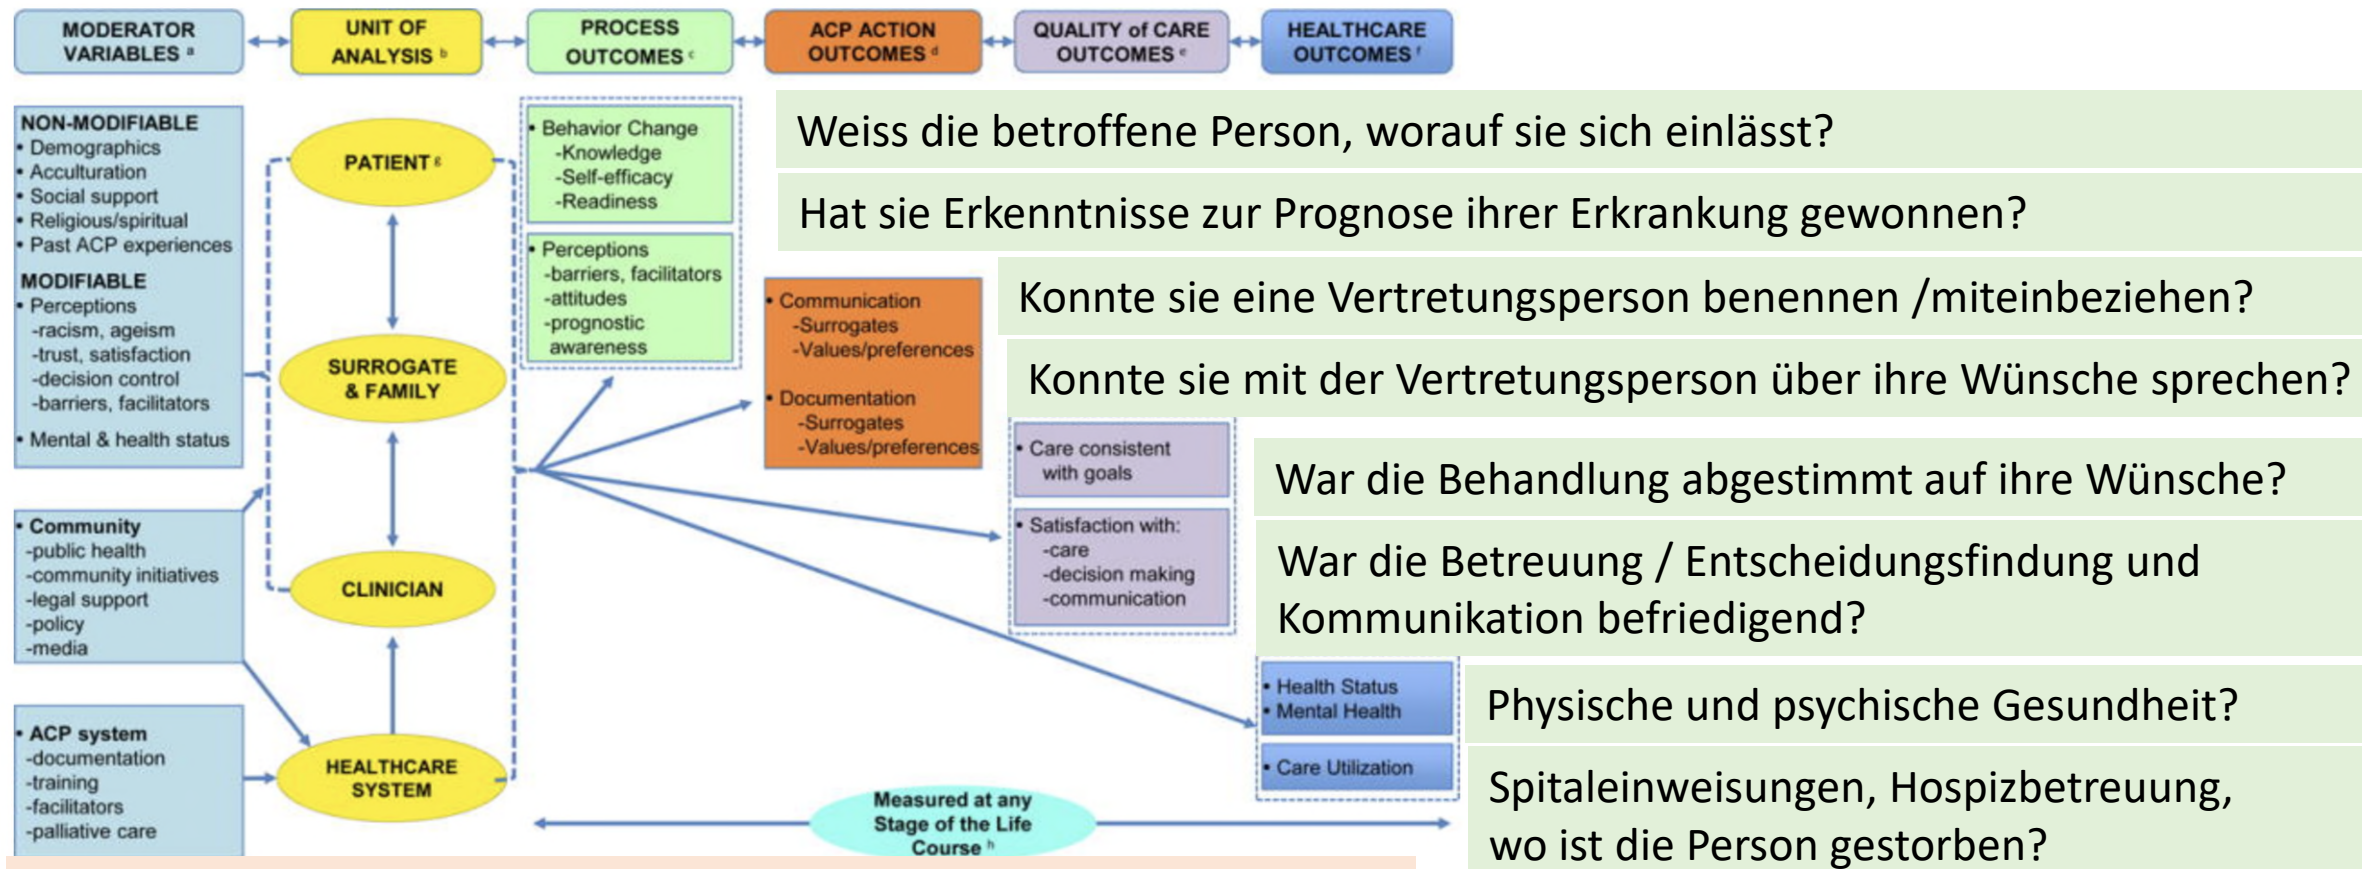 MODERATOR
VARIABLES a
UNIT OF
ANALYSIS b
PROCESS
OUTCOMES c
ACP ACTION
OUTCOMES d
QUALITY of CARE
OUTCOMES e
HEALTHCARE
OUTCOMES f
NON-MODIFIABLE
• Demographics
• Acculturation
• Social support
• Religious/spiritual
• Past ACP experiences
MODIFIABLE
• Perceptions
-racism, ageism
-trust, satisfaction
-decision control
-barriers, facilitators
• Mental & health status
• Community
-public health
-community initiatives
-legal support
-policy
-media
• ACP system
-documentation
-training
-facilitators
-palliative care
PATIENT g
SURROGATE
& FAMILY
CLINICIAN
HEALTHCARE
SYSTEM
• Behavior Change
-Knowledge
-Self-efficacy
-Readiness
• Perceptions
-barriers, facilitators
-attitudes
-prognostic
awareness
• Communication
-Surrogates
-Values/preferences
• Documentation
-Surrogates
-Values/preferences
• Care consistent
with goals
• Satisfaction with:
-care
-decision making
-communication
• Health Status
• Mental Health
• Care Utilization
Measured at any
Stage of the Life
Course h
Weiss die betroffene Person, worauf sie sich einlässt?
Hat sie Erkenntnisse zur Prognose ihrer Erkrankung gewonnen?
Konnte sie eine Vertretungsperson benennen /miteinbeziehen?
Konnte sie mit der Vertretungsperson über ihre Wünsche sprechen?
War die Behandlung abgestimmt auf ihre Wünsche?
War die Betreuung / Entscheidungsfindung und
Kommunikation befriedigend?
Physische und psychische Gesundheit?
Spitaleinweisungen, Hospizbetreuung,
wo ist die Person gestorben?